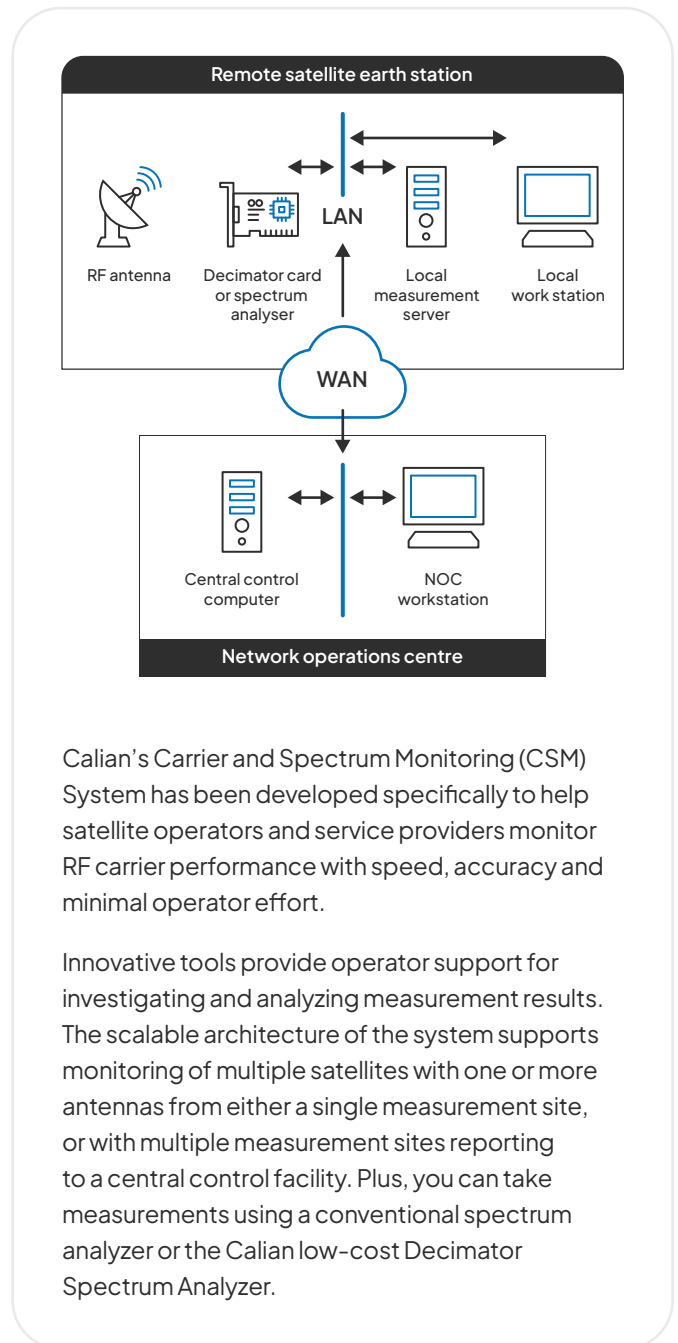 Remote satellite earth station
LAN
RF antenna
Decimator card
or spectrum
analyser
Local
measurement
server
Local
work station
WAN
Central control
computer
NOC
workstation
Network operations centre
Calian’s Carrier and Spectrum Monitoring (CSM)
System has been developed specifically to help
satellite operators and service providers monitor
RF carrier performance with speed, accuracy and
minimal operator effort.
Innovative tools provide operator support for
investigating and analyzing measurement results.
The scalable architecture of the system supports
monitoring of multiple satellites with one or more
antennas from either a single measurement site,
or with multiple measurement sites reporting
to a central control facility. Plus, you can take
measurements using a conventional spectrum
analyzer or the Calian low-cost Decimator
Spectrum Analyzer.